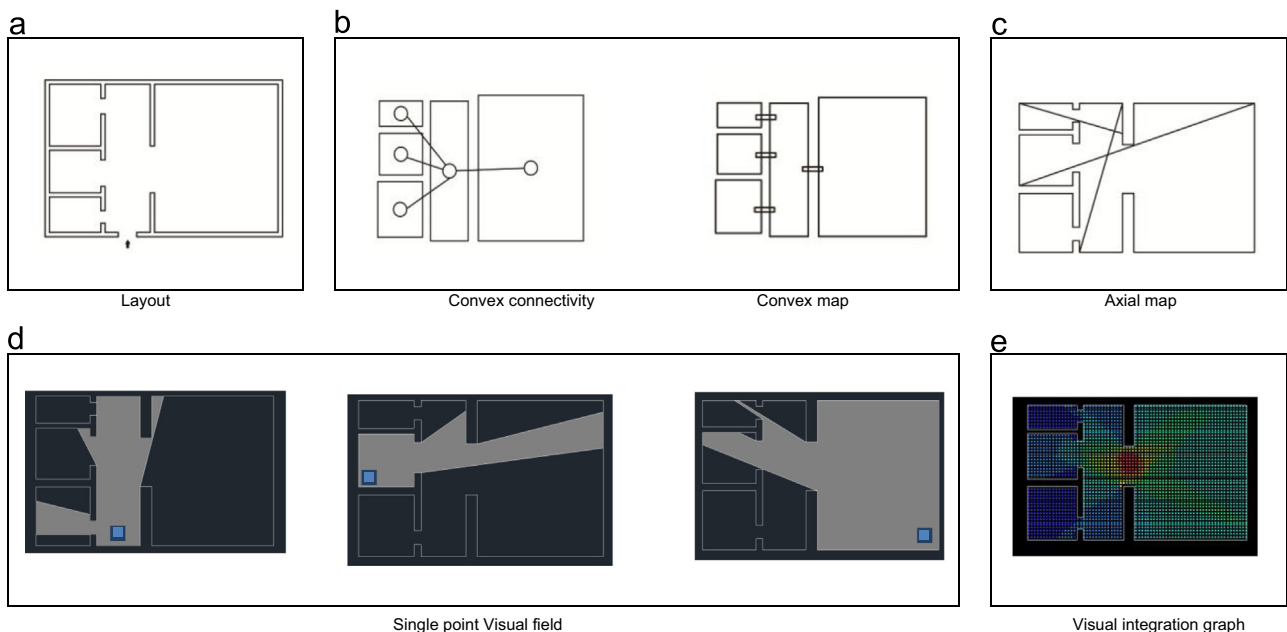 a
b
c
Layout
Convex connectivity
Convex map
Axial map
d
e
Single point Visual field
Visual integration graph